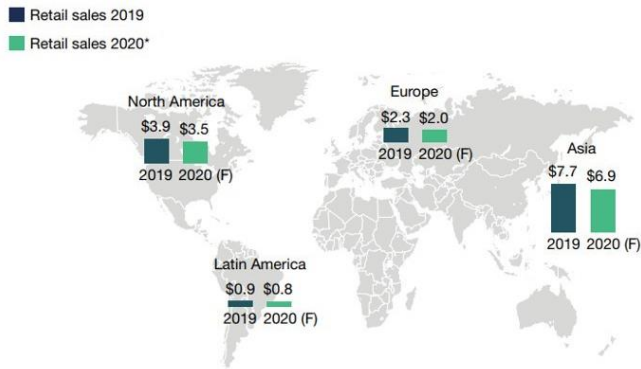 Retail sales 2019
Retail sales 2020*
North America
$3.9 $3.5
2019 2020 (F)
Europe
$2.3 $2.0
2019 2020 (F)
Asia
$7.7 $6.9
2019 2020 (F)
Latin America
$0.9 $0.8
2019 2020 (F)